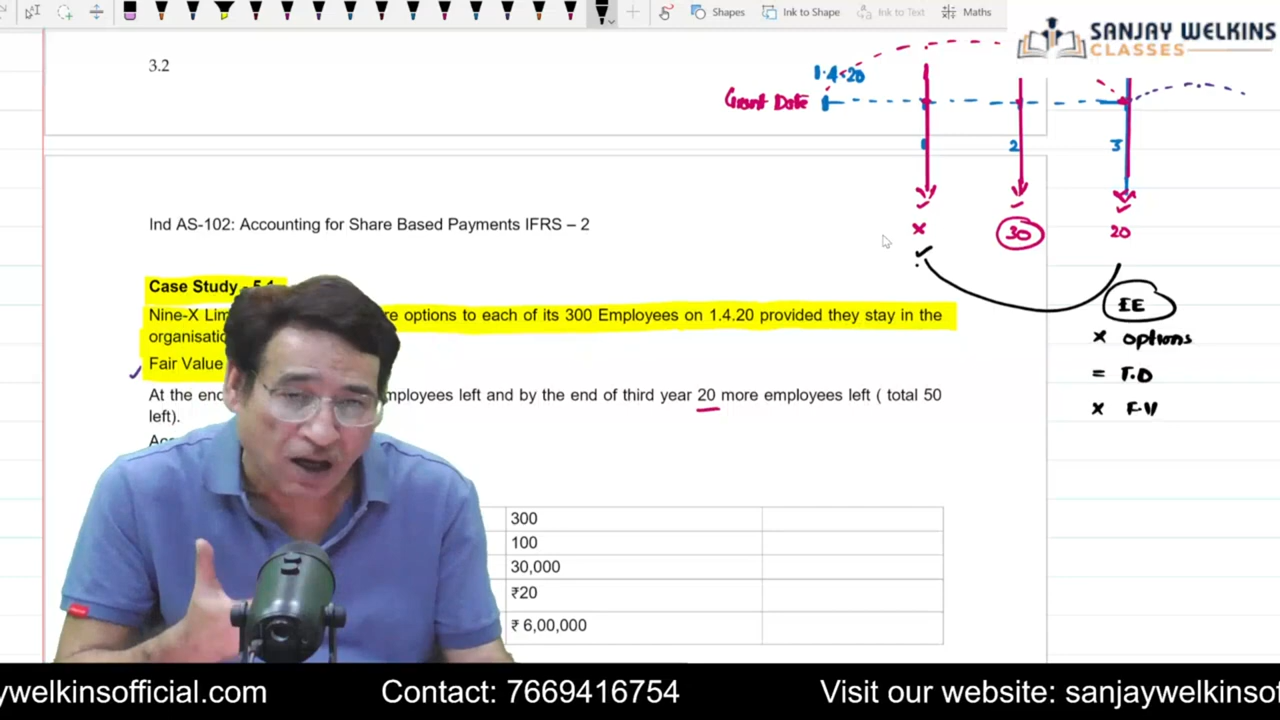 Shapes Ink to Shape Ink to Text Maths
SANJAY WELKINS
CLASSES
3.2
1.4.20
Grant Date
1 2 3
30 20
Ind AS-102: Accounting for Share Based Payments IFRS – 2
Case Study - 5.1
Nine-X Lim re options to each of its 300 Employees on 1.4.20 provided they stay in the
organisatio
Fair Value
At the end mployees left and by the end of third year 20 more employees left ( total 50
left).
EE
x options
= T.D
x F.V
300
100
30,000
₹20
₹ 6,00,000
ywelkinsofficial.com Contact: 7669416754 Visit our website: sanjaywelkinsof